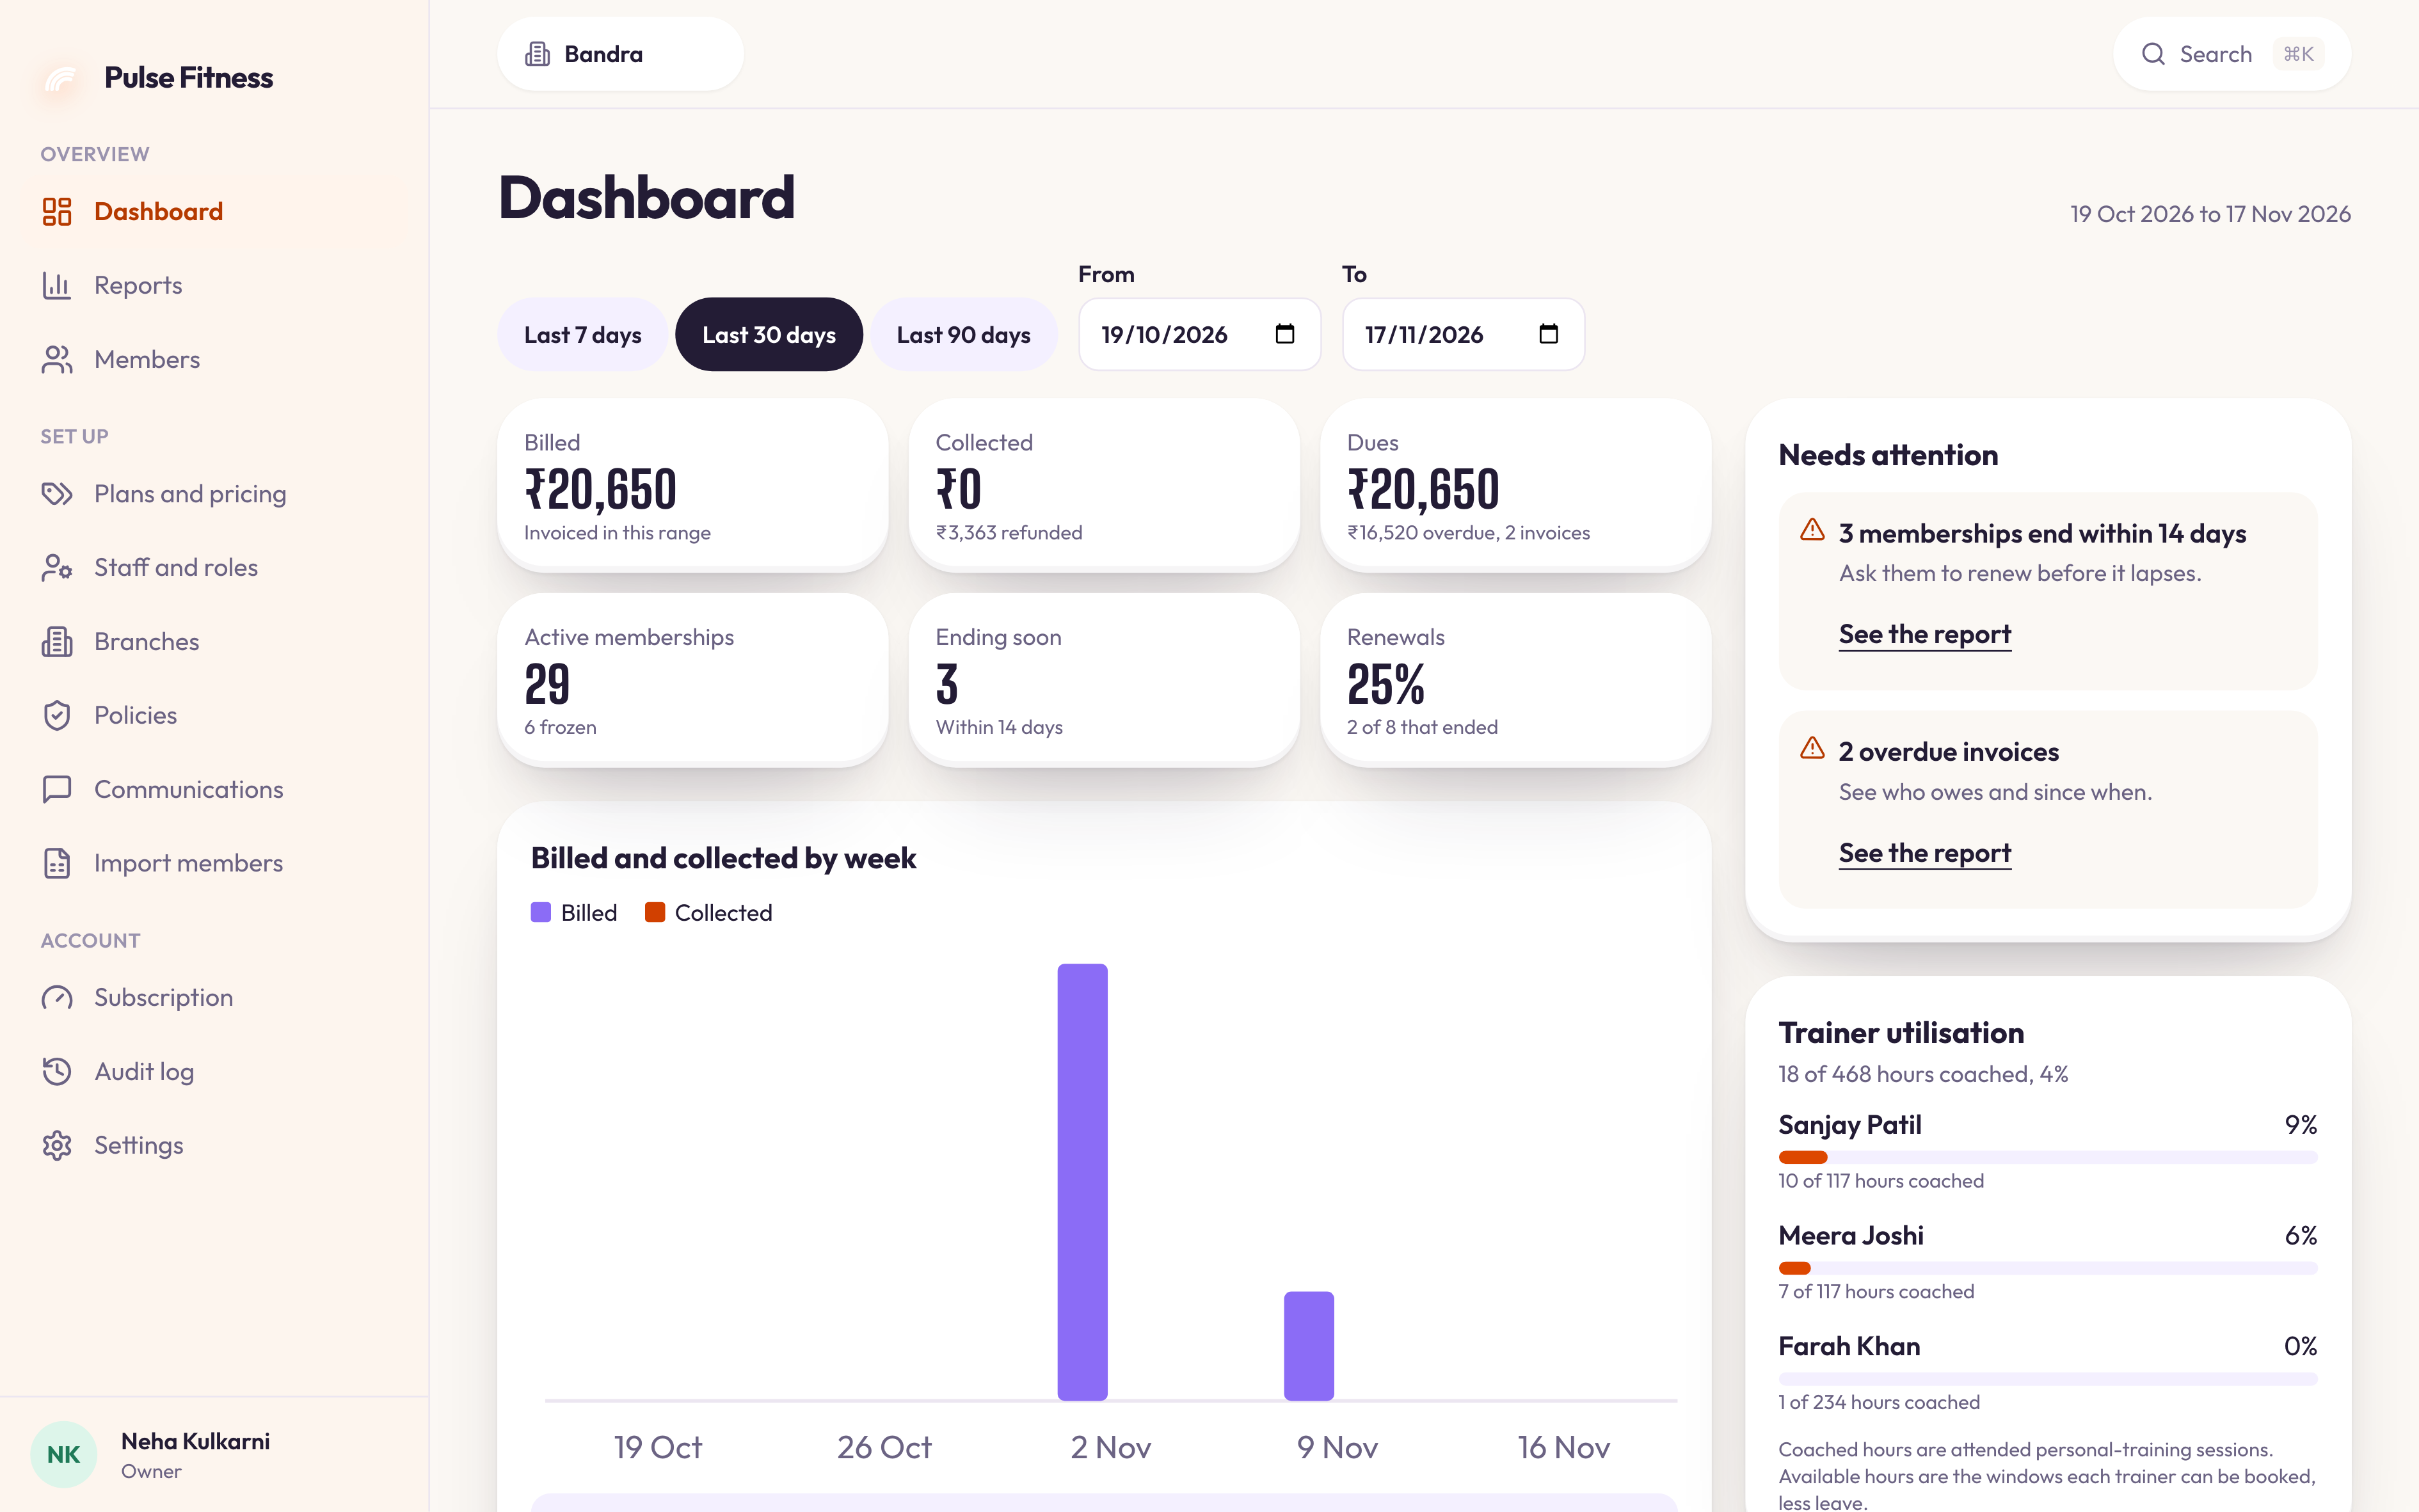 Pulse Fitness
OVERVIEW
Dashboard
Reports
Members
SET UP
Plans and pricing
Staff and roles
Branches
Policies
Communications
Import members
ACCOUNT
Subscription
Audit log
Settings
NK
Neha Kulkarni
Owner
Bandra
Search ⌘K
Dashboard
19 Oct 2026 to 17 Nov 2026
Last 7 days
Last 30 days
Last 90 days
From
19/10/2026
To
17/11/2026
Billed
₹20,650
Invoiced in this range
Collected
₹0
₹3,363 refunded
Dues
₹20,650
₹16,520 overdue, 2 invoices
Active memberships
29
6 frozen
Ending soon
3
Within 14 days
Renewals
25%
2 of 8 that ended
Billed and collected by week
Billed
Collected
19 Oct
26 Oct
2 Nov
9 Nov
16 Nov
Needs attention
3 memberships end within 14 days
Ask them to renew before it lapses.
See the report
2 overdue invoices
See who owes and since when.
See the report
Trainer utilisation
18 of 468 hours coached, 4%
Sanjay Patil 9%
10 of 117 hours coached
Meera Joshi 6%
7 of 117 hours coached
Farah Khan 0%
1 of 234 hours coached
Coached hours are attended personal-training sessions.
Available hours are the windows each trainer can be booked,
less leave.